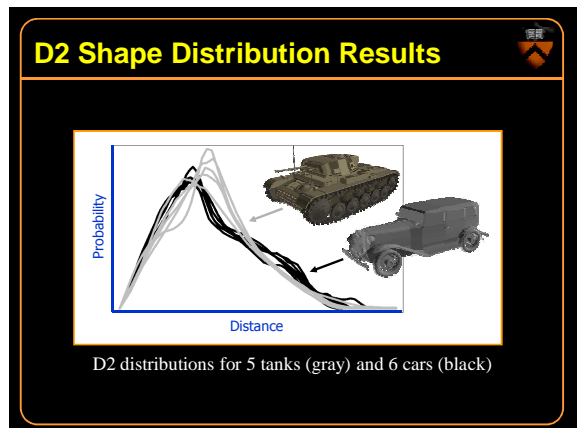 D2 Shape Distribution Results
Probability
Distance
D2 distributions for 5 tanks (gray) and 6 cars (black)